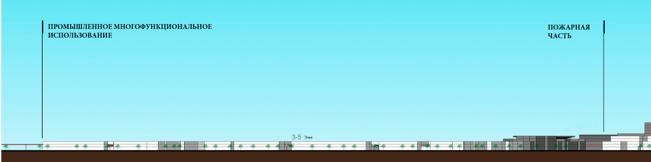 ПРОМЫШЛЕННОЕ МНОГОФУНКЦИОНАЛЬНОЕ
ИСПОЛЬЗОВАНИЕ
ПОЖАРНАЯ
ЧАСТЬ
3-5